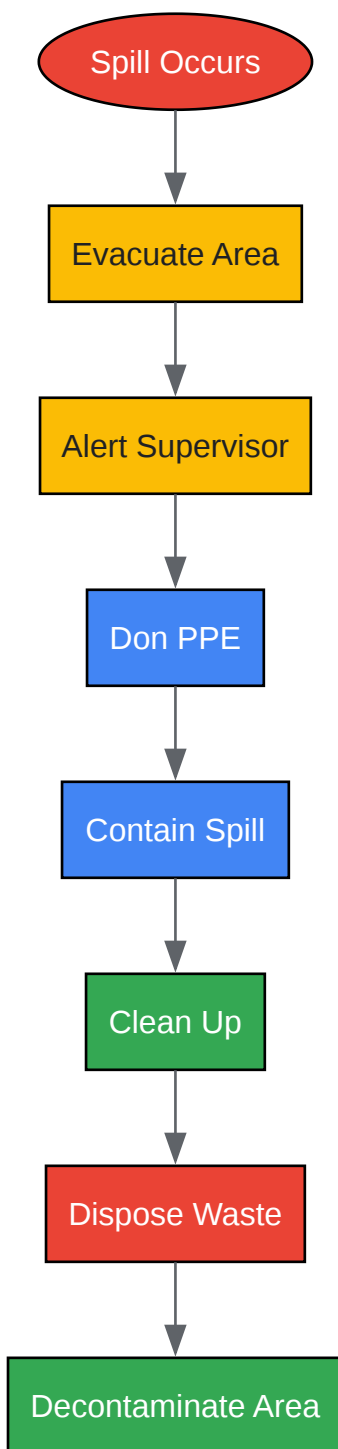 Spill Occurs
Evacuate Area
Alert Supervisor
Don PPE
Contain Spill
Clean Up
Dispose Waste
Decontaminate Area